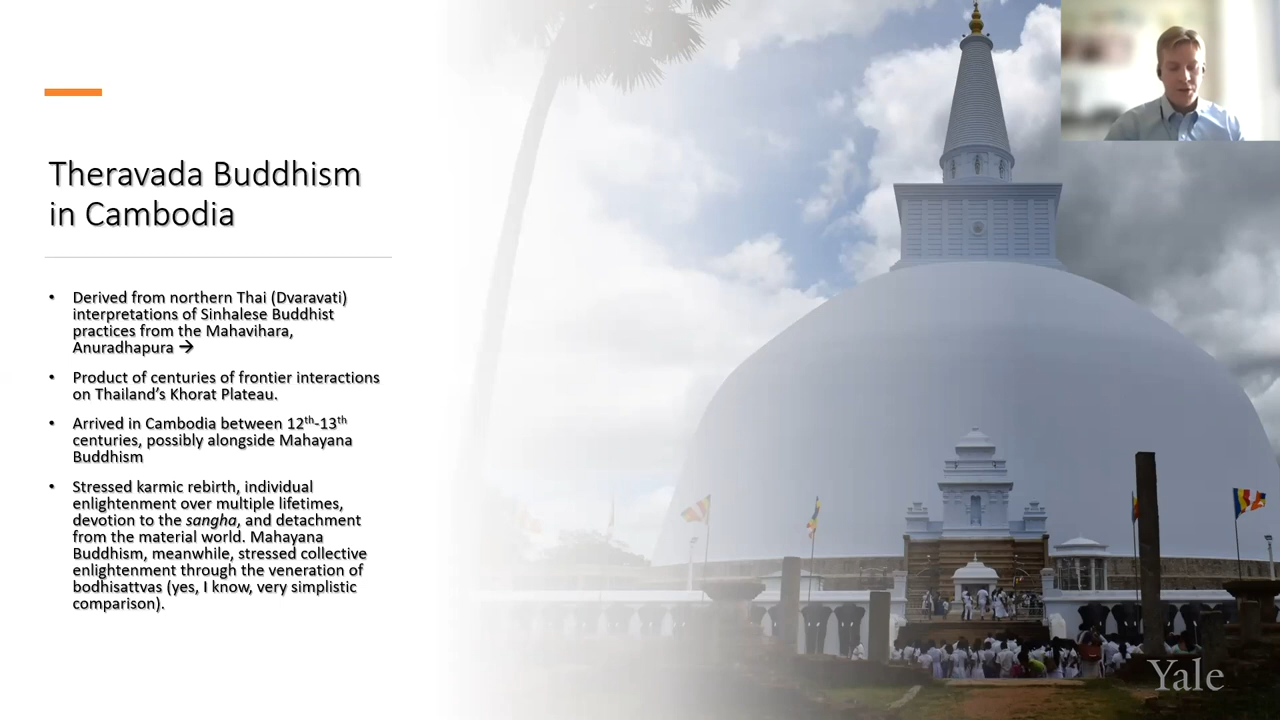 Theravada Buddhism
in Cambodia
• Derived from northern Thai (Dvaravati)
interpretations of Sinhalese Buddhist
practices from the Mahavihara,
Anuradhapura →
• Product of centuries of frontier interactions
on Thailand's Khorat Plateau.
• Arrived in Cambodia between 12th-13th
centuries, possibly alongside Mahayana
Buddhism
• Stressed karmic rebirth, individual
enlightenment over multiple lifetimes,
devotion to the sangha, and detachment
from the material world. Mahayana
Buddhism, meanwhile, stressed collective
enlightenment through the veneration of
bodhisattvas (yes, I know, very simplistic
comparison).
Yale